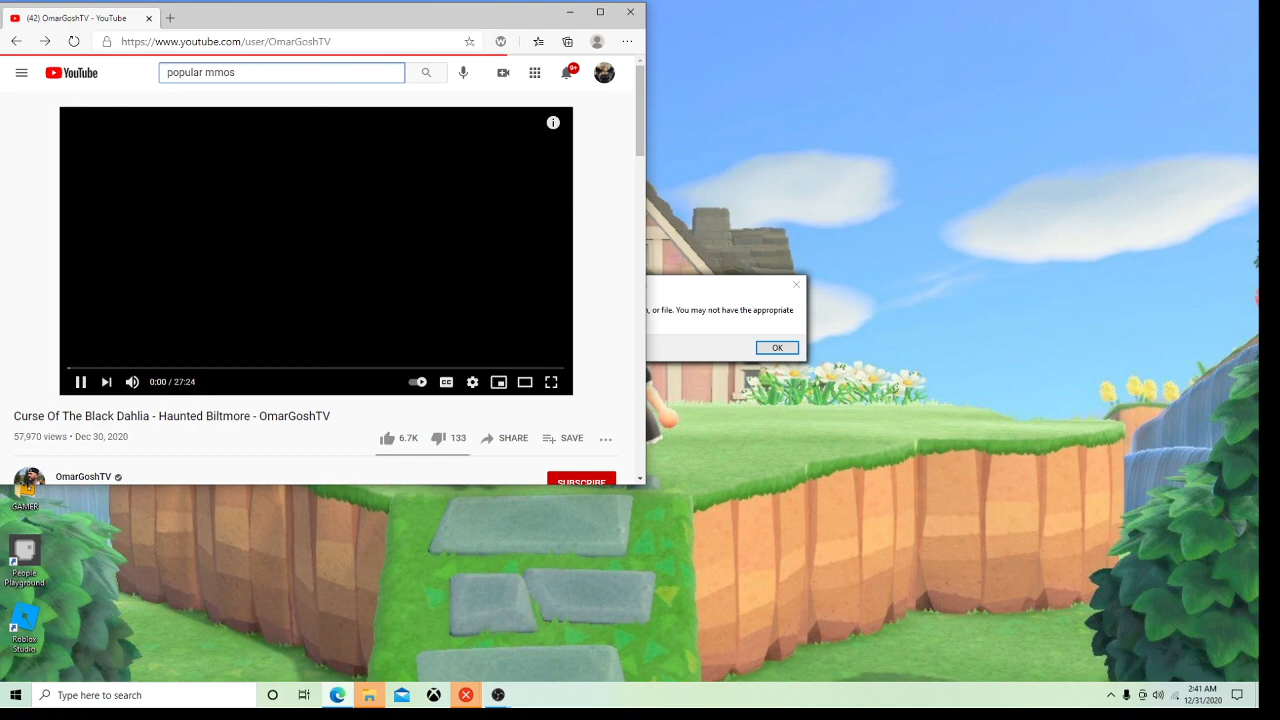 (42) OmarGoshTV - YouTube
https://www.youtube.com/user/OmarGoshTV
YouTube
popular mmos
9+
0:00 / 27:24
CC
Curse Of The Black Dahlia - Haunted Biltmore - OmarGoshTV
57,970 views • Dec 30, 2020
6.7K
133
SHARE
SAVE
OmarGoshTV
SUBSCRIBE
or file. You may not have the appropriate
OK
GAMER
People
Playground
Roblox
Studio
Type here to search
2:41 AM
12/31/2020